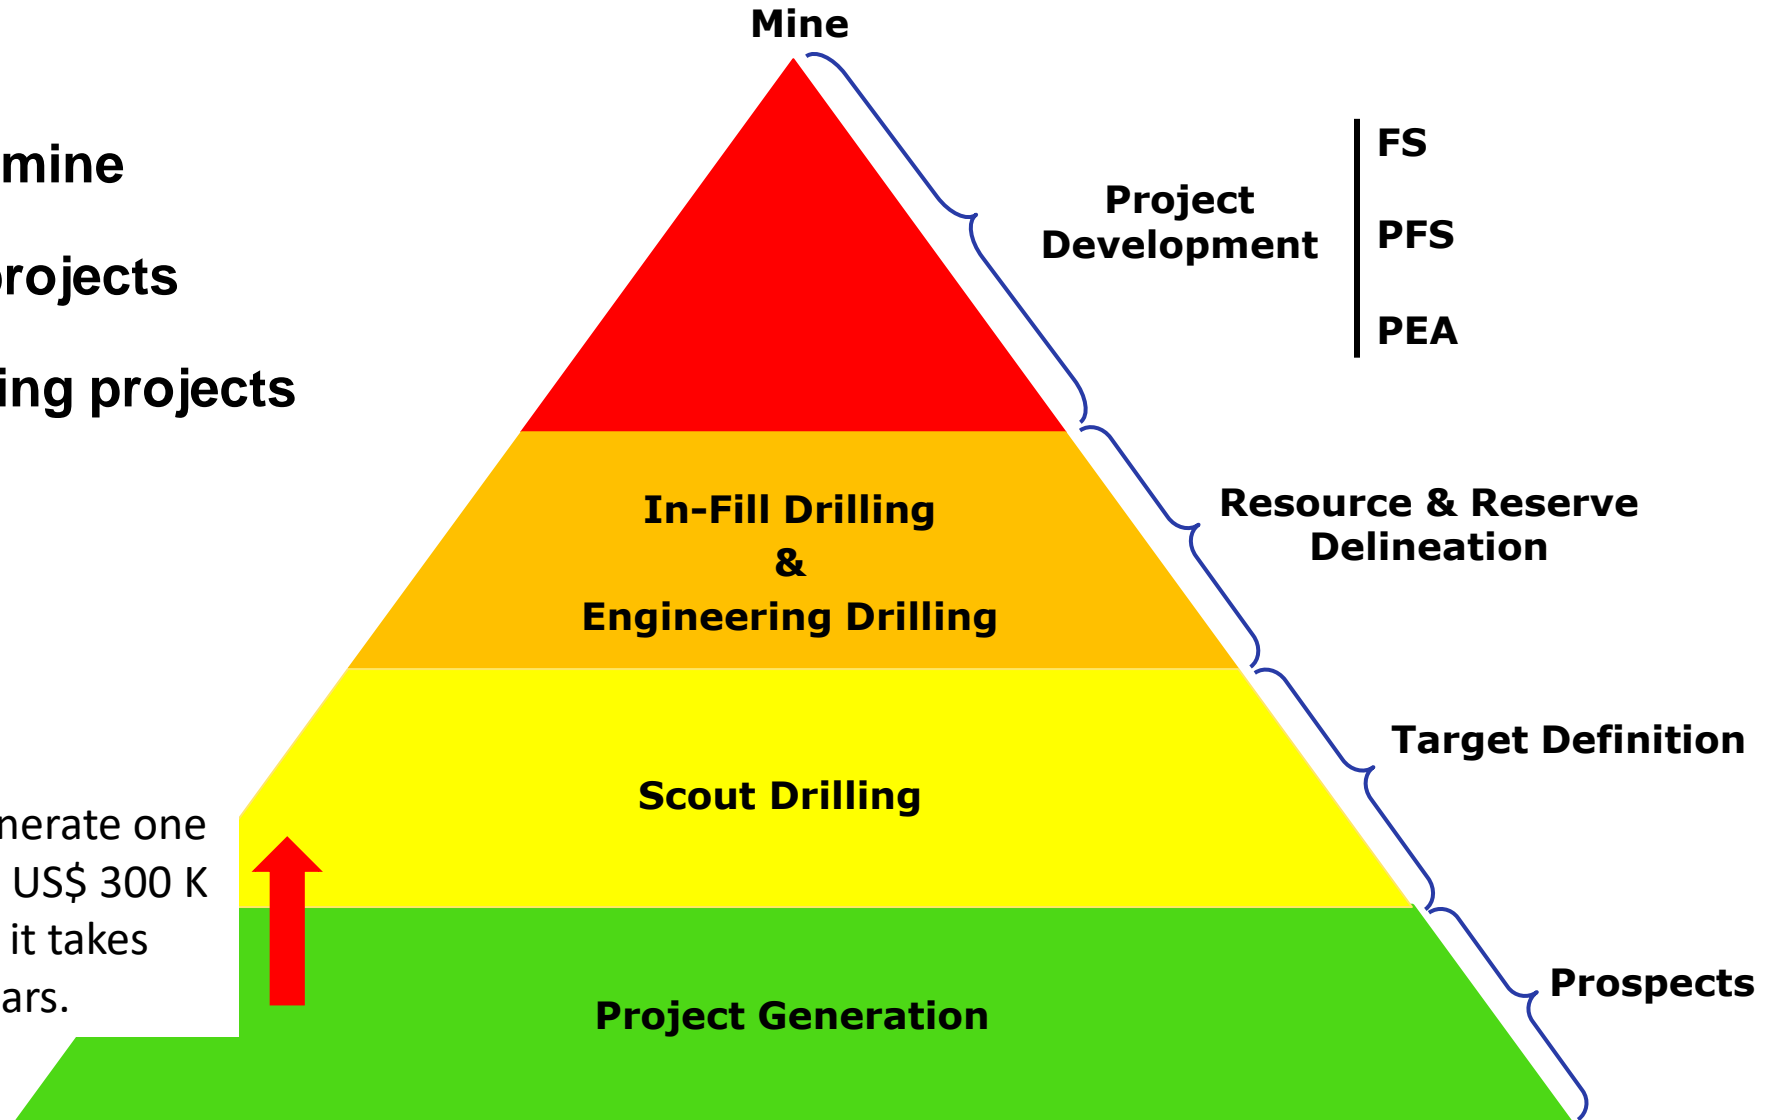 Mine
mine
projects
ing projects
FS
Project
Development
PFS
PEA
In-Fill Drilling
&
Engineering Drilling
Resource & Reserve
Delineation
Target Definition
Scout Drilling
nerate one
US$ 300 K
it takes
ars.
Prospects
Project Generation